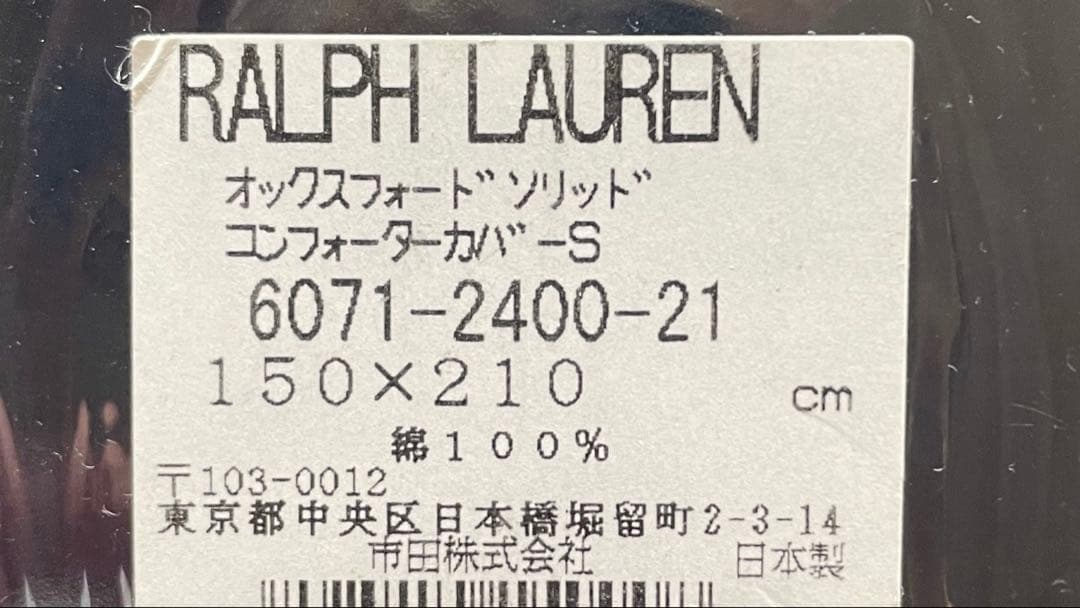 RALPH LAUREN
オックスフォードソリッド
コンフォーターカバーS
6071-2400-21
150×210 cm
綿100%
〒103-0012
東京都中央区日本橋堀留町2-3-14
市田株式会社 日本製